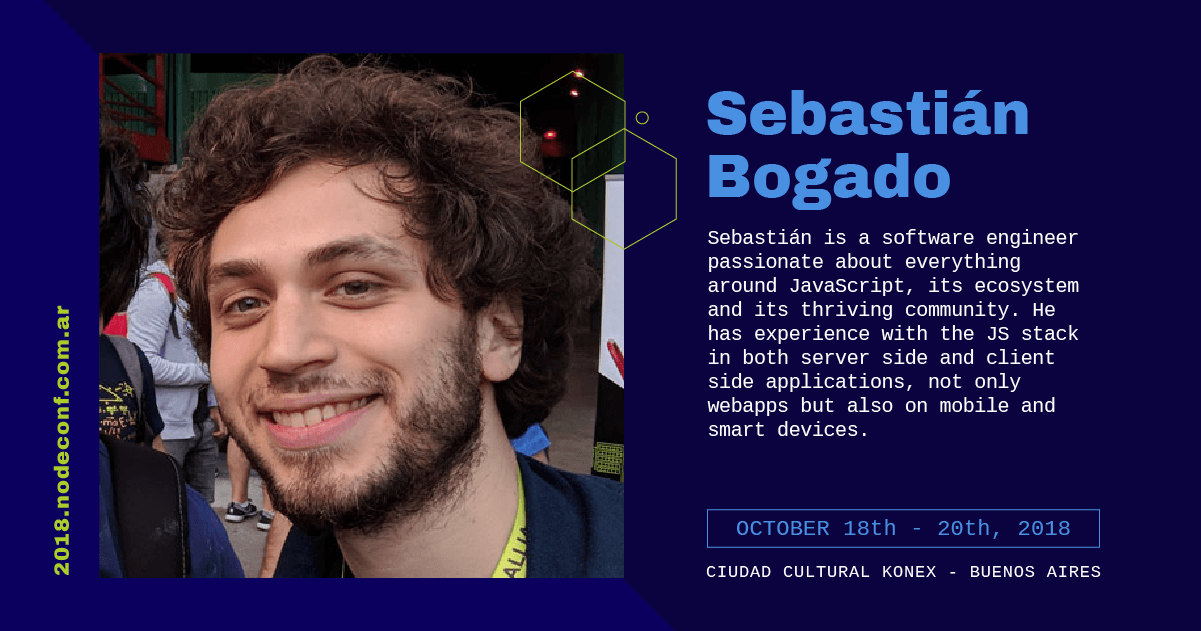 2018.nodeconf.com.ar
Sebastián
Bogado
Sebastián is a software engineer
passionate about everything
around JavaScript, its ecosystem
and its thriving community. He
has experience with the JS stack
in both server side and client
side applications, not only
webapps but also on mobile and
smart devices.
OCTOBER 18th - 20th, 2018
CIUDAD CULTURAL KONEX - BUENOS AIRES